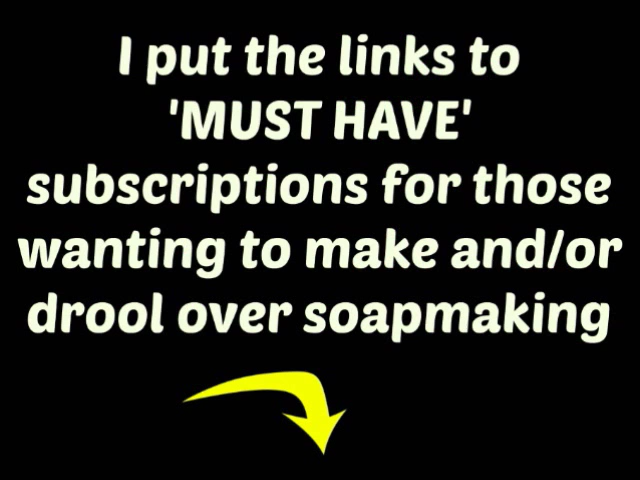 I put the links to
'MUST HAVE'
subscriptions for those
wanting to make and/or
drool over soapmaking